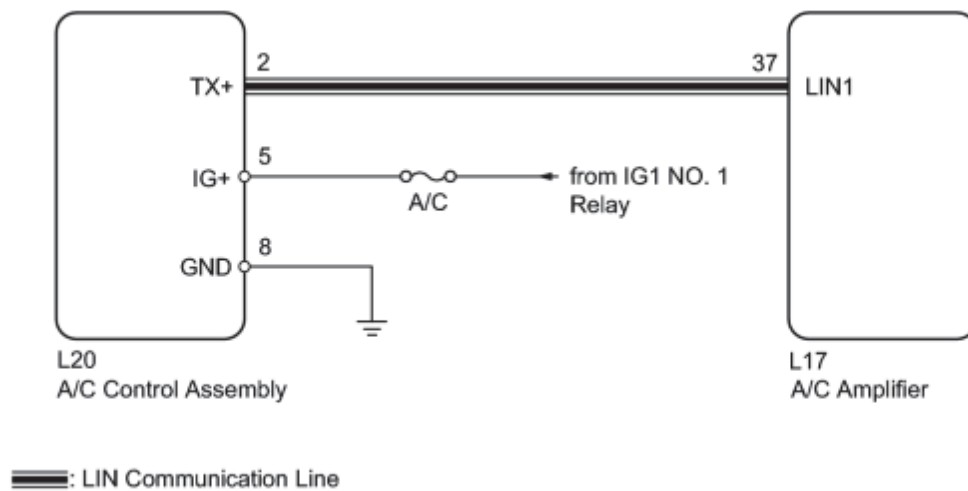 2
37
TX+
LIN1
5
IG+
from IG1 NO. 1
A/C
Relay
8
GND
L20
L17
A/C Control Assembly
A/C Amplifier
: LIN Communication Line